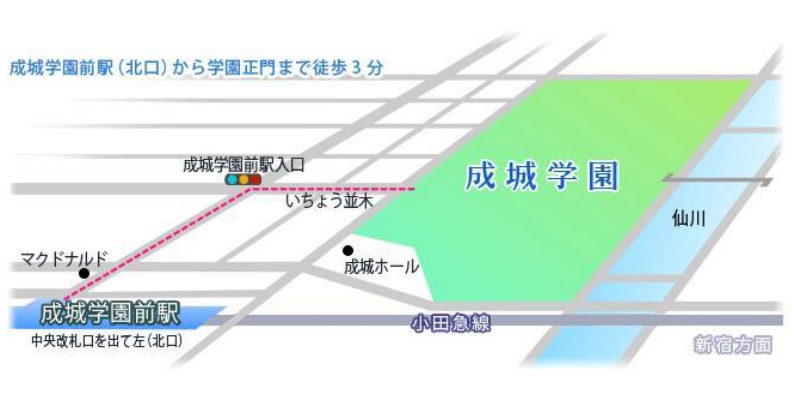 成城学園前駅(北口)から学園正門まで徒歩3分
成城学園前駅入口
成城学園
いちょう並木
仙川
マクドナルド
成城ホール
成城学園前駅
小田急線
中央改札口を出て左(北口)
新宿方面